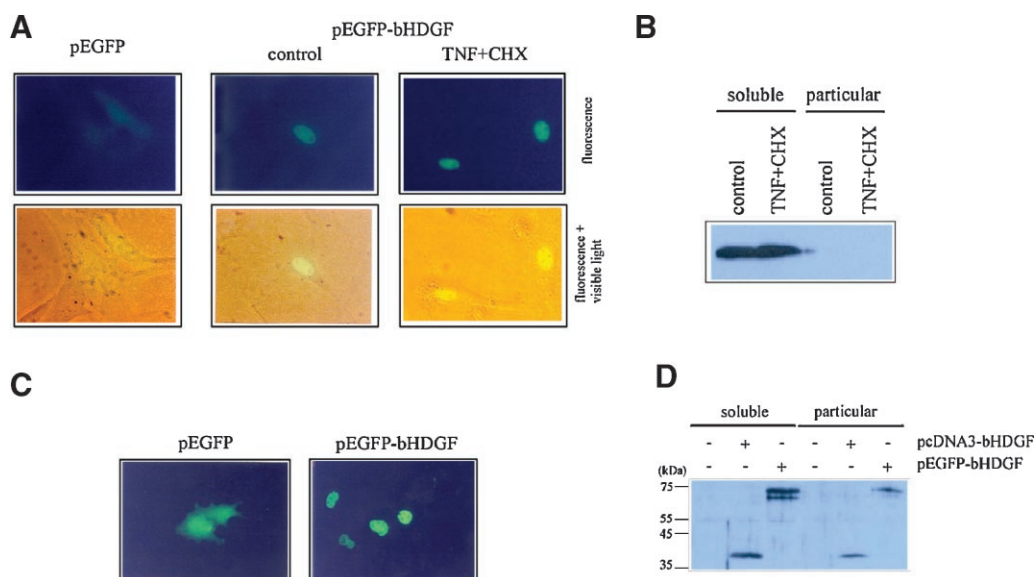 A
pEGFP
pEGFP-bHDGF
control
TNF+CHX
fluorescence
fluorescence +
visible light
B
soluble
particular
control
TNF+CHX
control
TNF+CHX
C
pEGFP
pEGFP-bHDGF
D
soluble
particular
- + - - + - pcDNA3-bHDGF
- - + - - + pEGFP-bHDGF
(kDa)
75
55
45
35